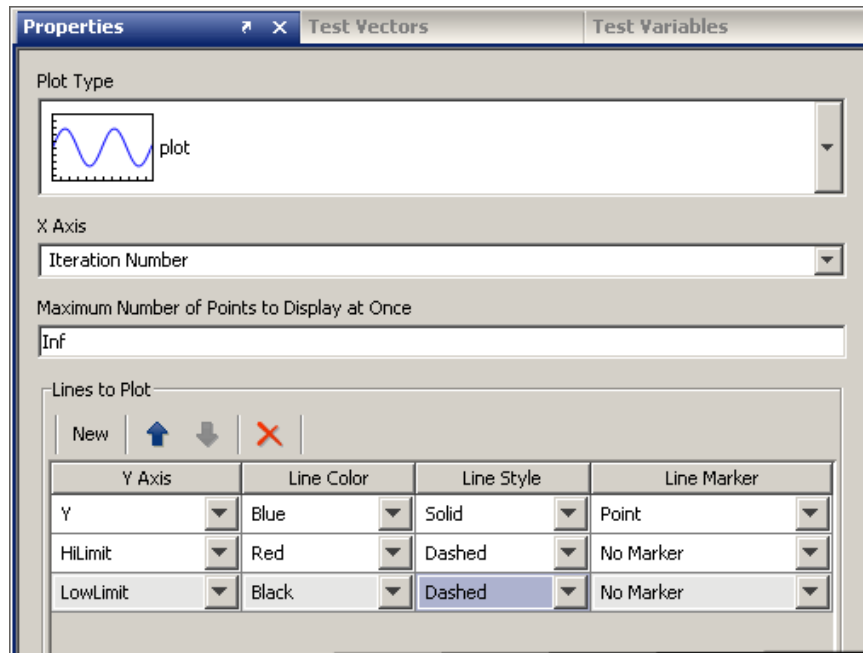 Properties Test Vectors Test Variables
Plot Type
plot
X Axis
Iteration Number
Maximum Number of Points to Display at Once
Inf
Lines to Plot
New
Y Axis Line Color Line Style Line Marker
Y Blue Solid Point
HiLimit Red Dashed No Marker
LowLimit Black Dashed No Marker